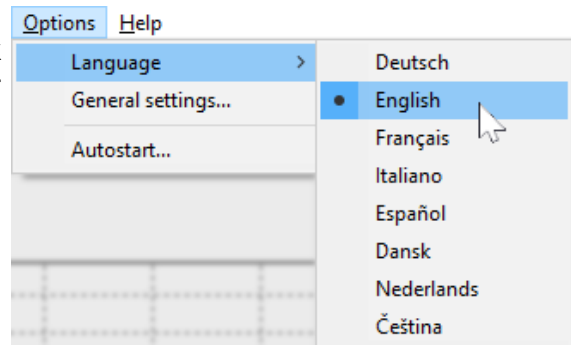 Options Help
Language
General settings...
Autostart...
Deutsch
English
Français
Italiano
Español
Dansk
Nederlands
Čeština